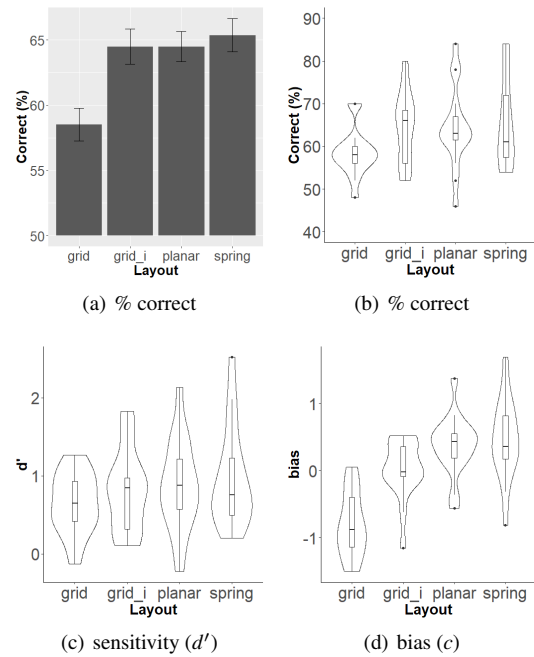 Correct (%)
65
60
55
50
grid grid_i planar spring
Layout
(a) % correct
Correct (%)
90
80
70
60
50
40
grid grid_i planar spring
Layout
(b) % correct
d'
2
1
0
grid grid_i planar spring
Layout
(c) sensitivity (d′)
bias
1
0
-1
grid grid_i planar spring
Layout
(d) bias (c)